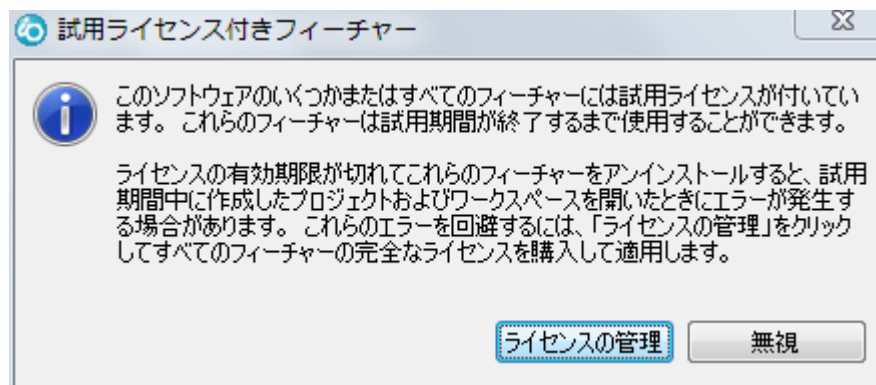 試用ライセンス付きフィーチャー
このソフトウェアのいくつかまたはすべてのフィーチャーには試用ライセンスが付いてい
ます。 これらのフィーチャーは試用期間が終了するまで使用することができます。
ライセンスの有効期限が切れてこれらのフィーチャーをアンインストールすると、試用
期間中に作成したプロジェクトおよびワークスペースを開いたときにエラーが発生す
る場合があります。 これらのエラーを回避するには、「ライセンスの管理」をクリック
してすべてのフィーチャーの完全なライセンスを購入して適用します。
ライセンスの管理
無視